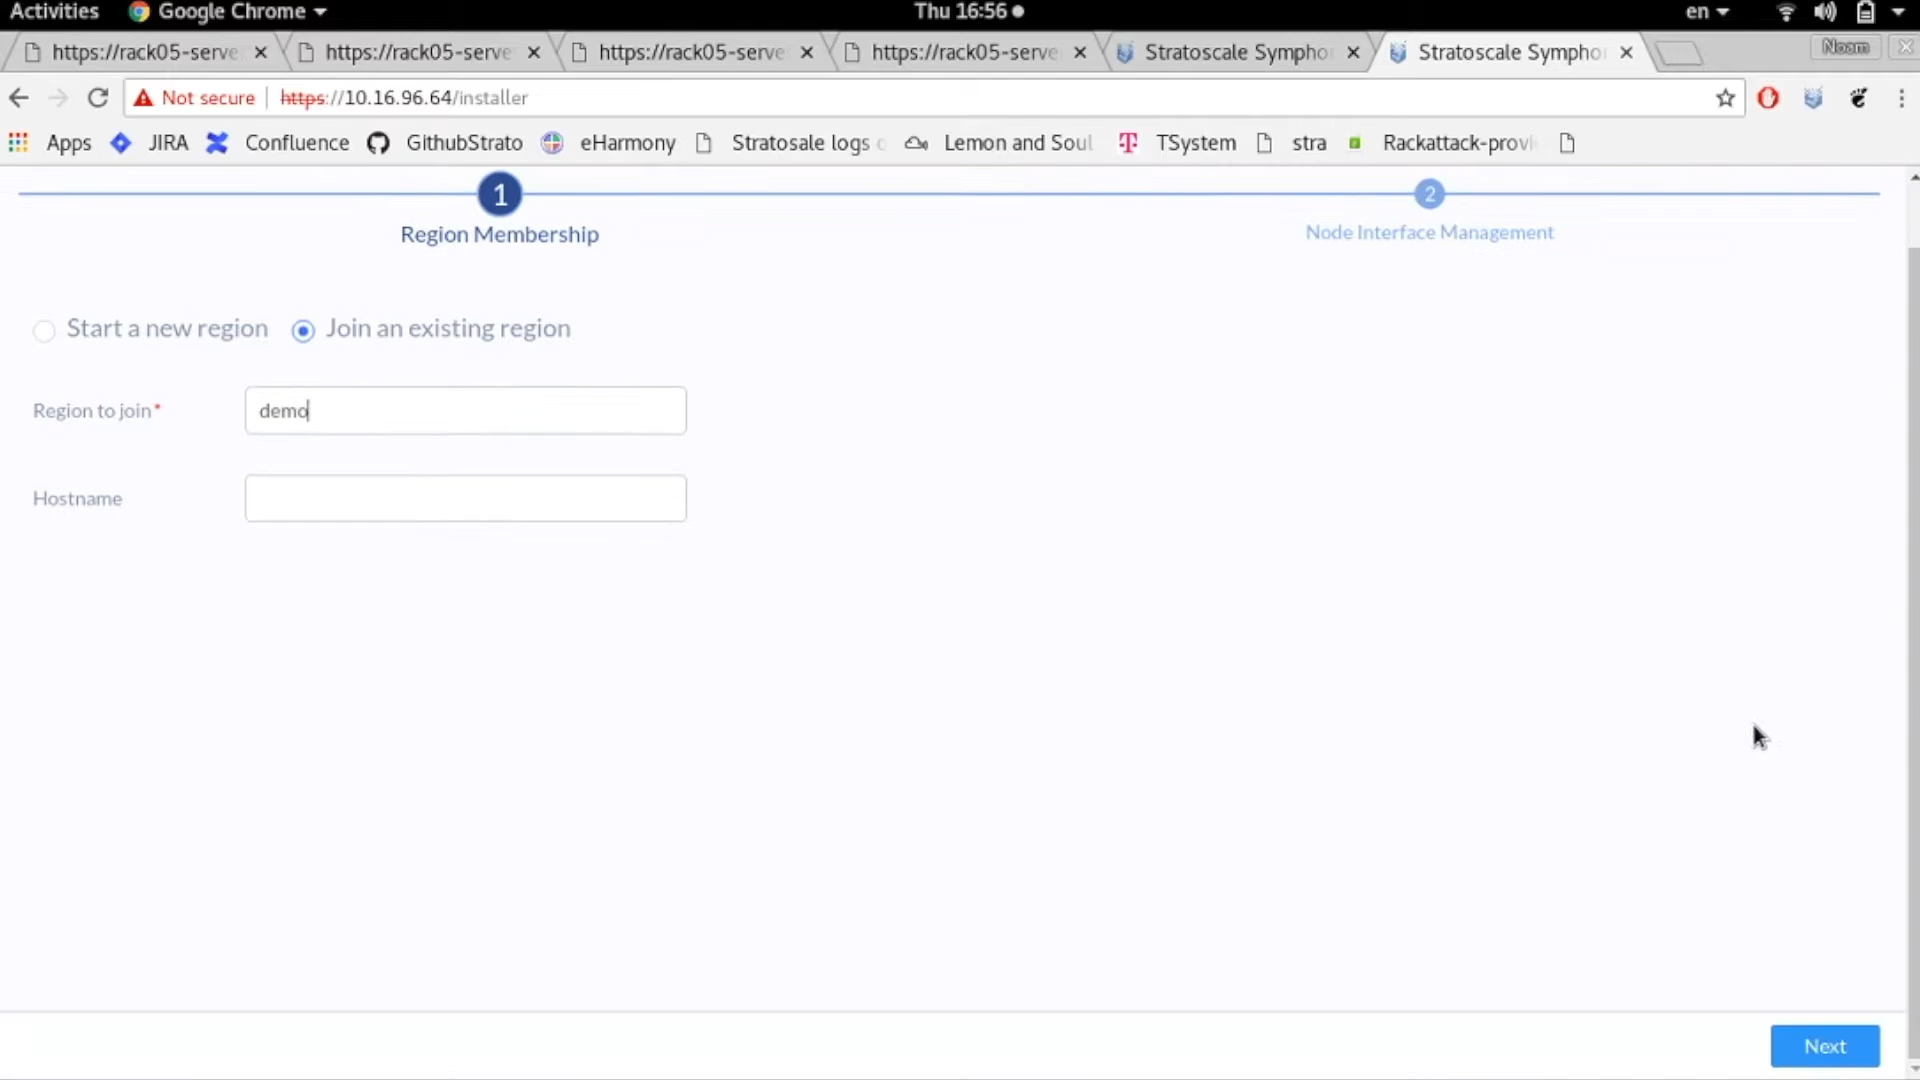 Activities Google Chrome Thu 16:56 en
https://rack05-serve https://rack05-serve https://rack05-serve https://rack05-serve Stratoscale Sympho Stratoscale Sympho Noam
Not secure https://10.16.96.64/installer
Apps JIRA Confluence GithubStrato eHarmony Stratosale logs c Lemon and Soul TSystem stra Rackattack-provi
1 2
Region Membership Node Interface Management
Start a new region Join an existing region
Region to join* demo
Hostname
Next